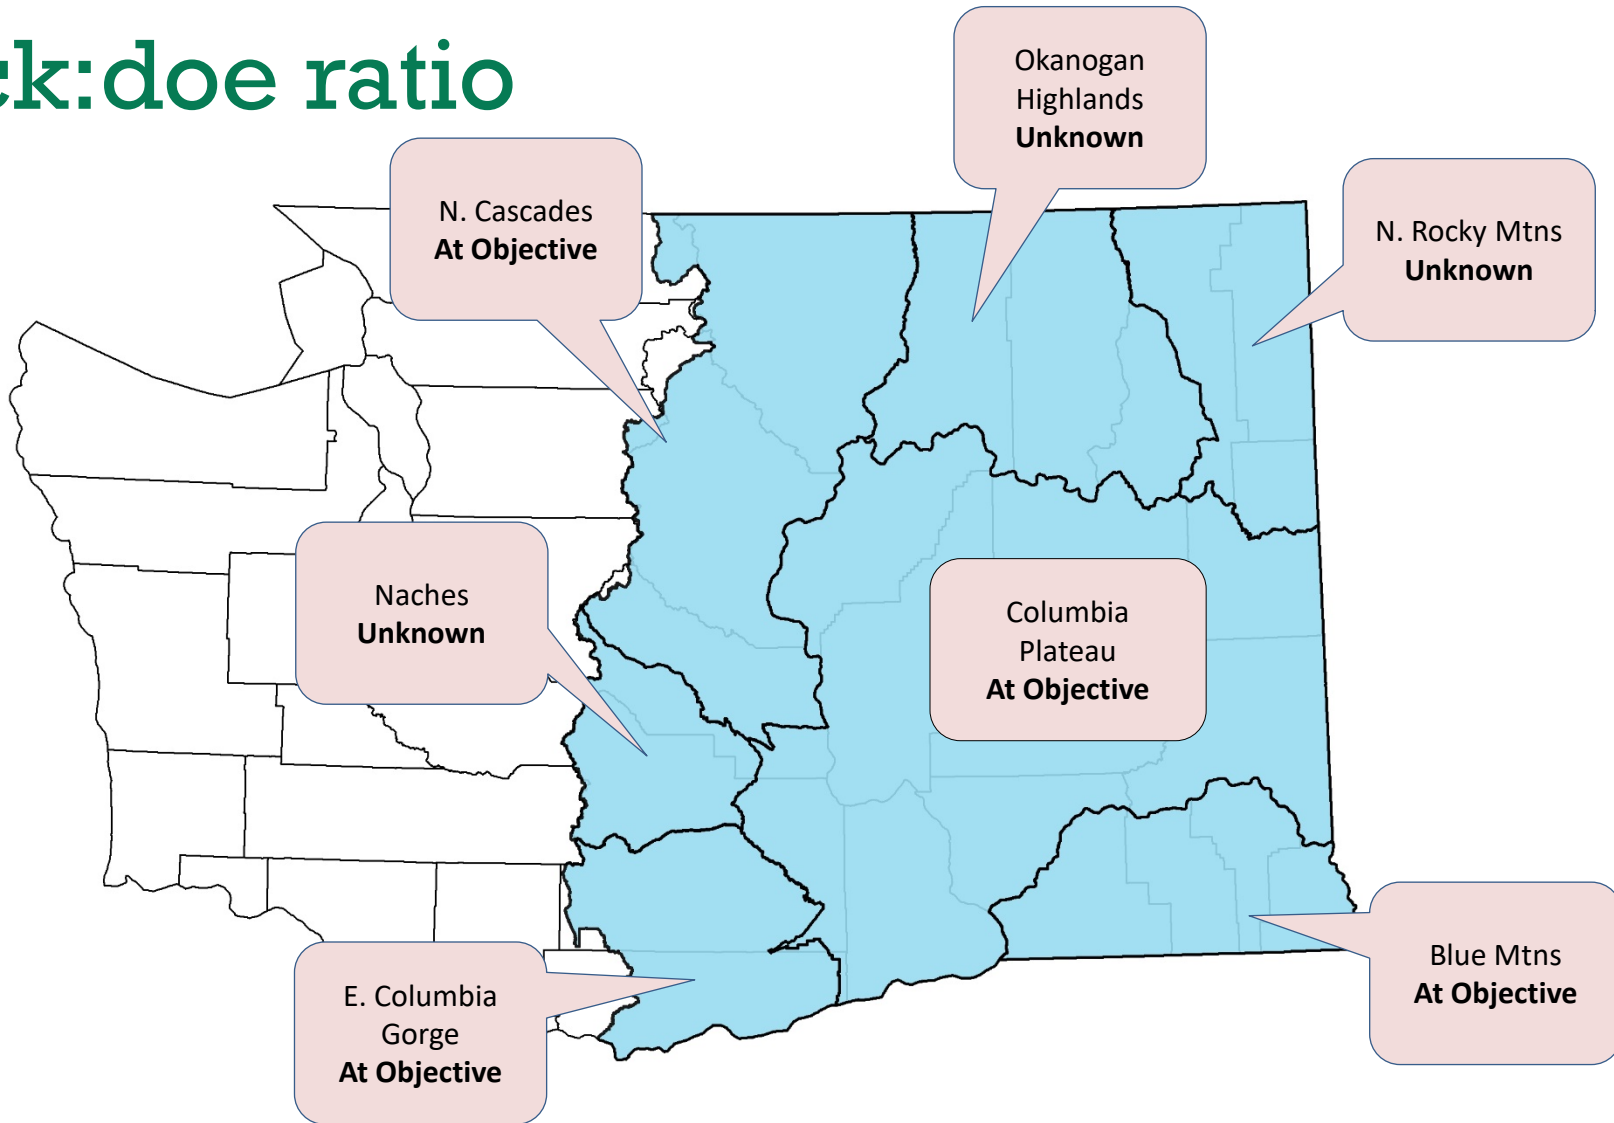 ck:doe ratio
Okanogan
Highlands
Unknown
N. Cascades
At Objective
N. Rocky Mtns
Unknown
Naches
Unknown
Columbia
Plateau
At Objective
E. Columbia
Gorge
At Objective
Blue Mtns
At Objective